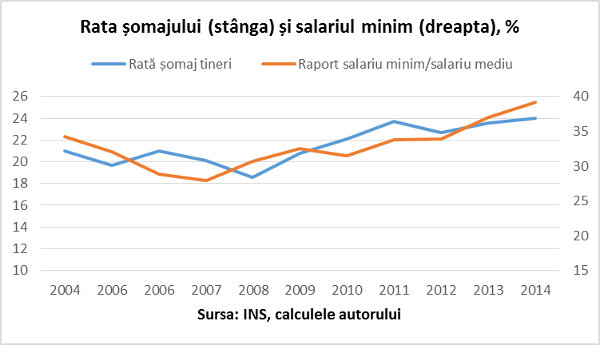 Rata șomajului (stânga) și salariul minim (dreapta), %
Rată șomaj tineri Raport salariu minim/salariu mediu
26 40
24 35
22 30
20 25
18 20
16 15
14
12
10
2004 2006 2006 2007 2008 2009 2010 2011 2012 2013 2014
Sursa: INS, calculele autorului